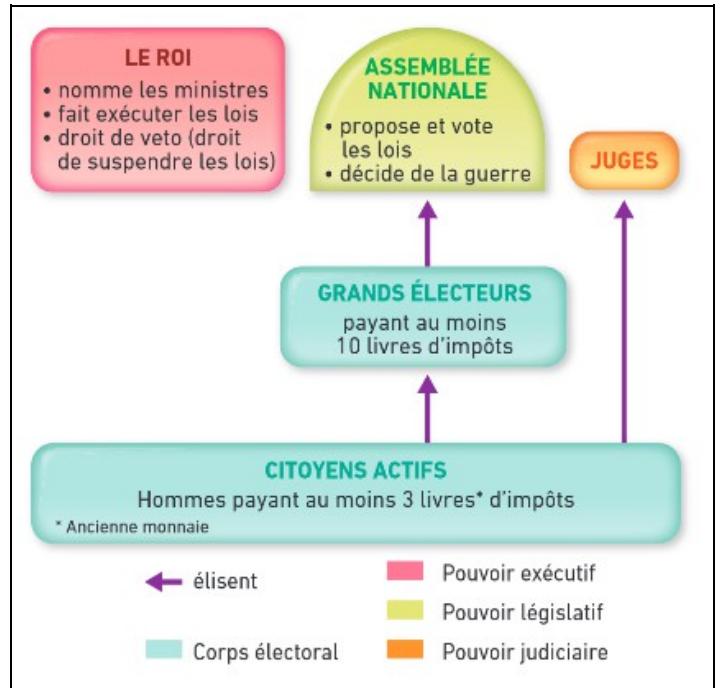 LE ROI
• nomme les ministres
• fait exécuter les lois
• droit de veto (droit
de suspendre les lois)
ASSEMBLÉE
NATIONALE
• propose et vote
les lois
• décide de la guerre
JUGES
GRANDS ÉLECTEURS
payant au moins
10 livres d'impôts
CITOYENS ACTIFS
Hommes payant au moins 3 livres* d'impôts
* Ancienne monnaie
élisent
Corps électoral
Pouvoir exécutif
Pouvoir législatif
Pouvoir judiciaire